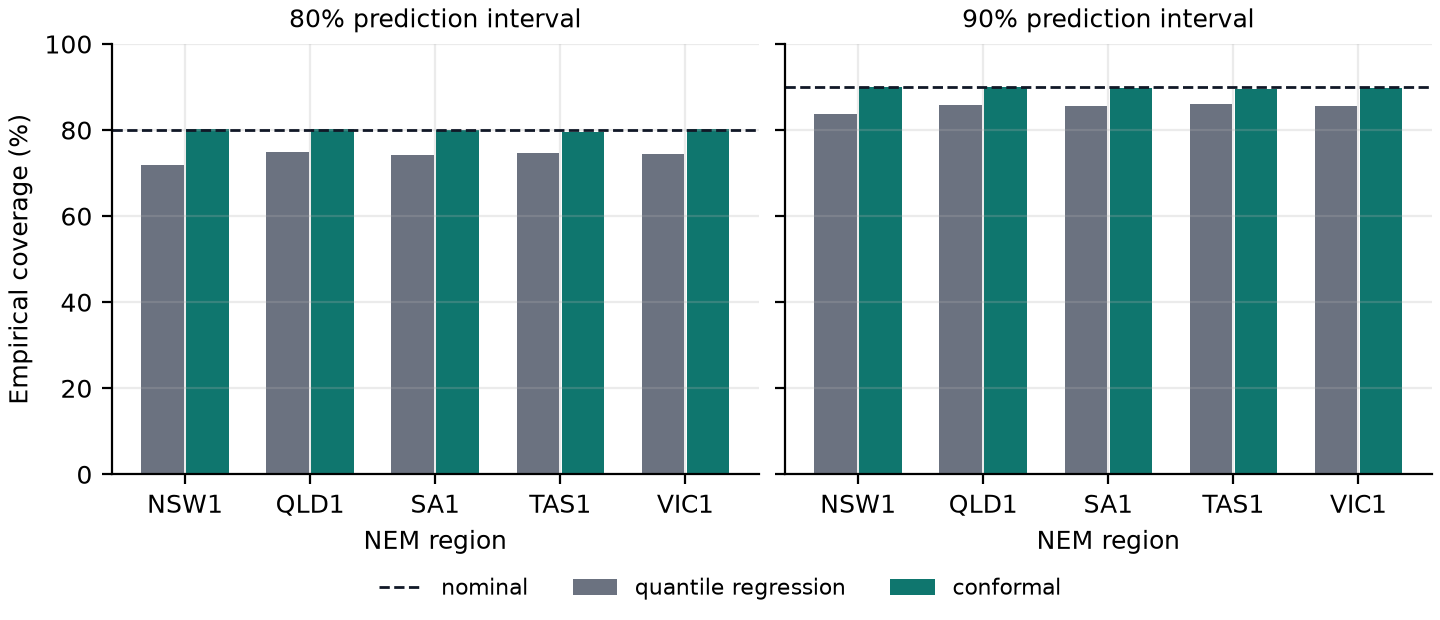 80% prediction interval
90% prediction interval
Empirical coverage (%)
100
80
60
40
20
0
NSW1 QLD1 SA1 TAS1 VIC1
NSW1 QLD1 SA1 TAS1 VIC1
NEM region
NEM region
nominal quantile regression conformal